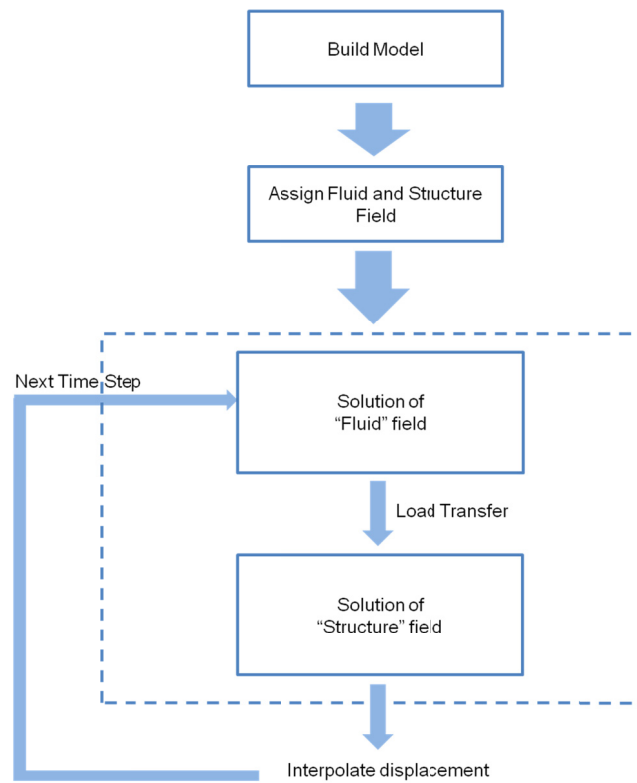 Build Model
Assign Fluid and Structure
Field
Next Time Step
Solution of
“Fluid” field
Load Transfer
Solution of
“Structure” field
Interpolate displacement